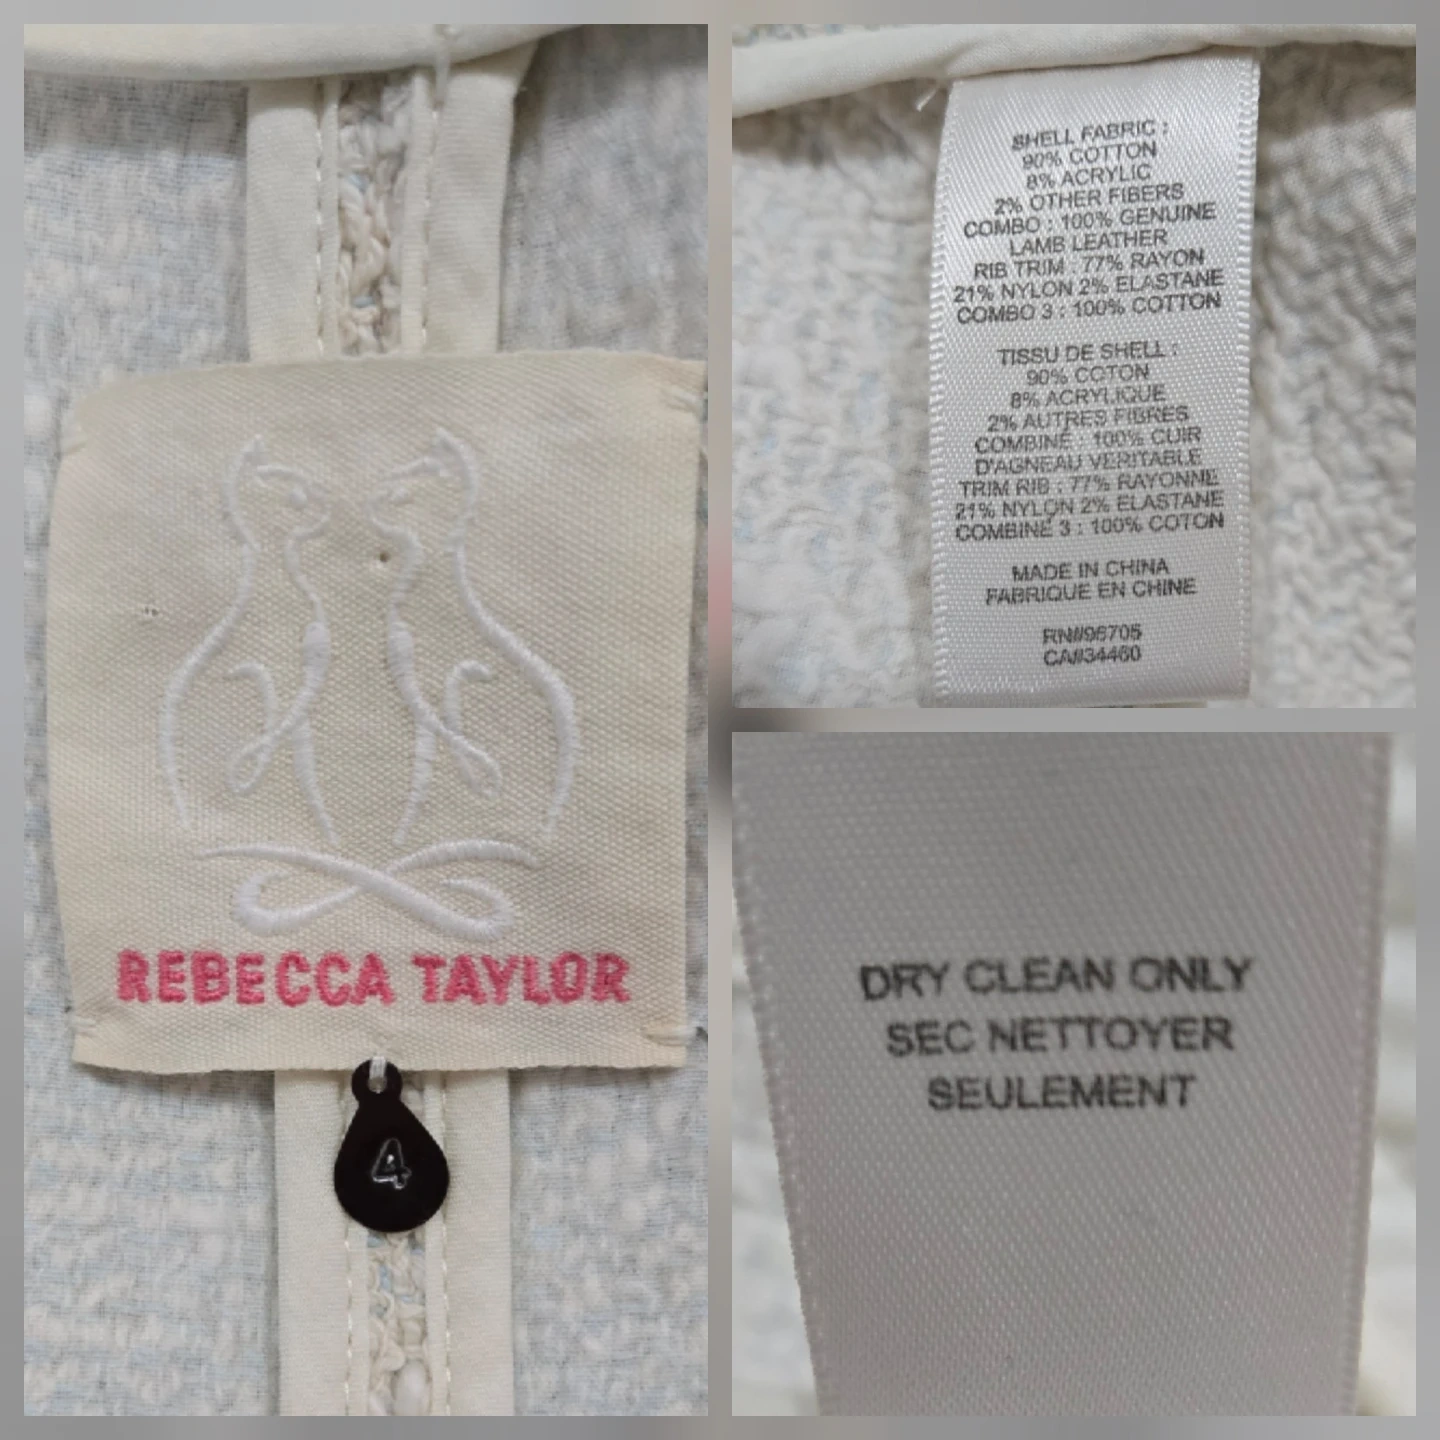 REBECCA TAYLOR
4
SHELL FABRIC :
90% COTTON
8% ACRYLIC
2% OTHER FIBERS
COMBO : 100% GENUINE
LAMB LEATHER
RIB TRIM : 77% RAYON
21% NYLON 2% ELASTANE
COMBO 3 : 100% COTTON
TISSU DE SHELL :
90% COTON
8% ACRYLIQUE
2% AUTRES FIBRES
COMBINÉ : 100% CUIR
D'AGNEAU VERITABLE
TRIM RIB : 77% RAYONNE
21% NYLON 2% ELASTANE
COMBINÉ 3 : 100% COTON
MADE IN CHINA
FABRIQUE EN CHINE
RN#96705
CA#34460
DRY CLEAN ONLY
SEC NETTOYER
SEULEMENT